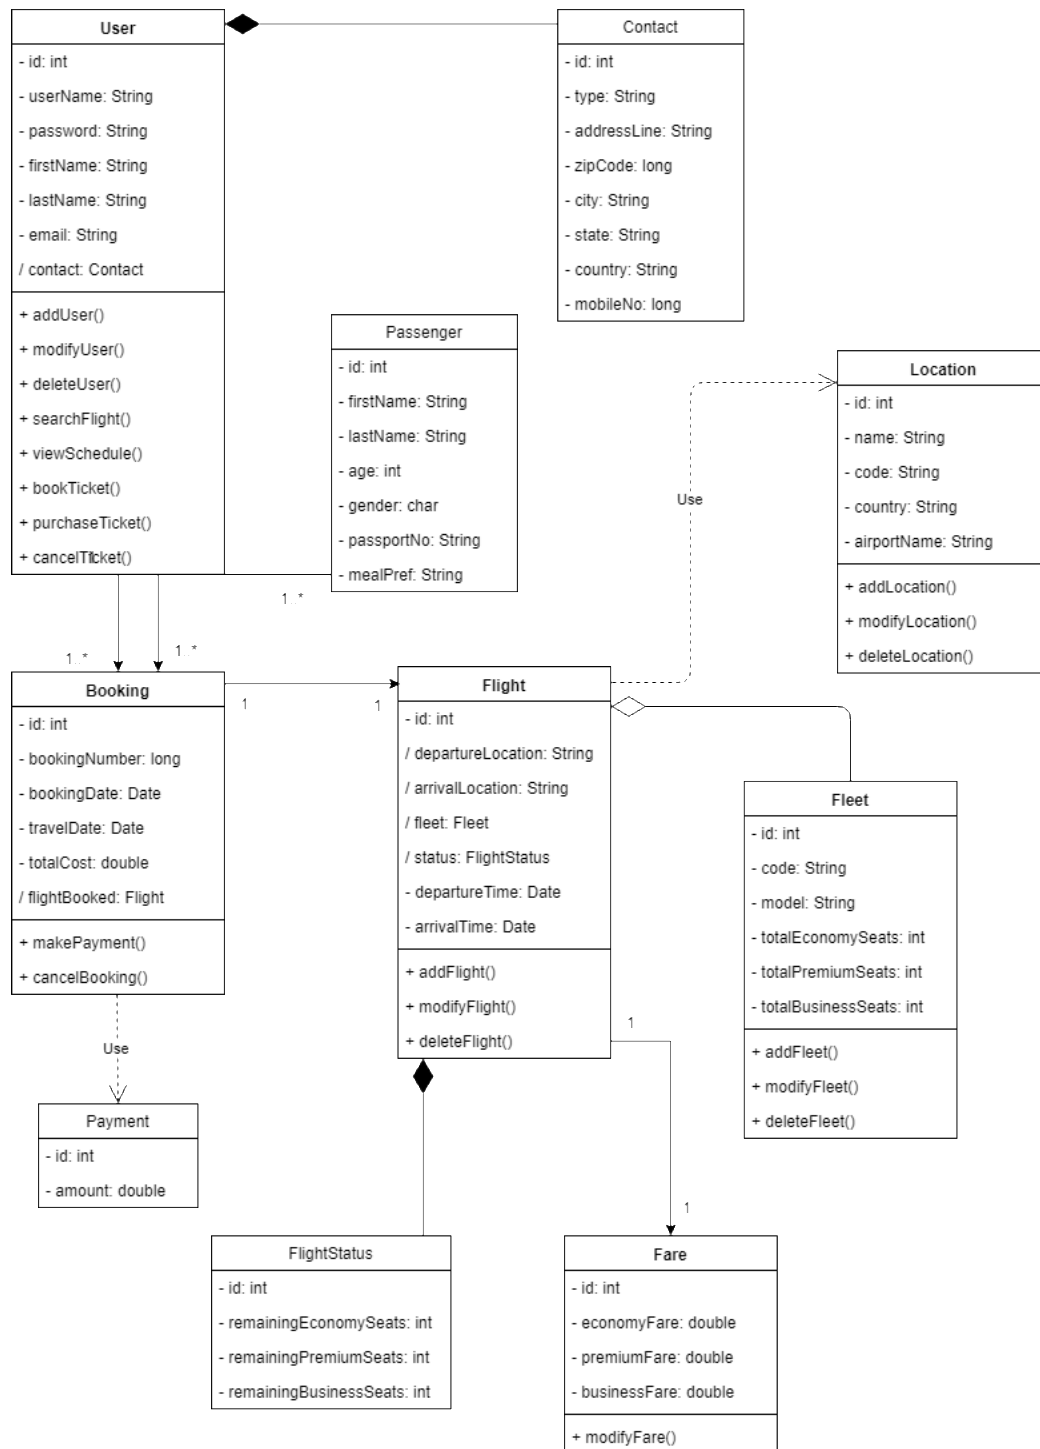 User
- id: int
- userName: String
- password: String
- firstName: String
- lastName: String
- email: String
/ contact: Contact
+ addUser()
+ modifyUser()
+ deleteUser()
+ searchFlight()
+ viewSchedule()
+ bookTicket()
+ purchaseTicket()
+ cancelTicket()
1
Contact
- id: int
- type: String
- addressLine: String
- zipCode: long
- city: String
- state: String
- country: String
- mobileNo: long
Passenger
- id: int
- firstName: String
- lastName: String
- age: int
- gender: char
- passportNo: String
- mealPref: String
1..*
Location
- id: int
- name: String
- code: String
- country: String
- airportName: String
+ addLocation()
+ modifyLocation()
+ deleteLocation()
Use
1..*
1..*
Booking
- id: int
- bookingNumber: long
- bookingDate: Date
- travelDate: Date
- totalCost: double
/ flightBooked: Flight
+ makePayment()
+ cancelBooking()
1
1
Flight
- id: int
/ departureLocation: String
/ arrivalLocation: String
/ fleet: Fleet
/ status: FlightStatus
- departureTime: Date
- arrivalTime: Date
+ addFlight()
+ modifyFlight()
+ deleteFlight()
Fleet
- id: int
- code: String
- model: String
- totalEconomySeats: int
- totalPremiumSeats: int
- totalBusinessSeats: int
+ addFleet()
+ modifyFleet()
+ deleteFleet()
Use
Payment
- id: int
- amount: double
1
1
FlightStatus
- id: int
- remainingEconomySeats: int
- remainingPremiumSeats: int
- remainingBusinessSeats: int
Fare
- id: int
- economyFare: double
- premiumFare: double
- businessFare: double
+ modifyFare()